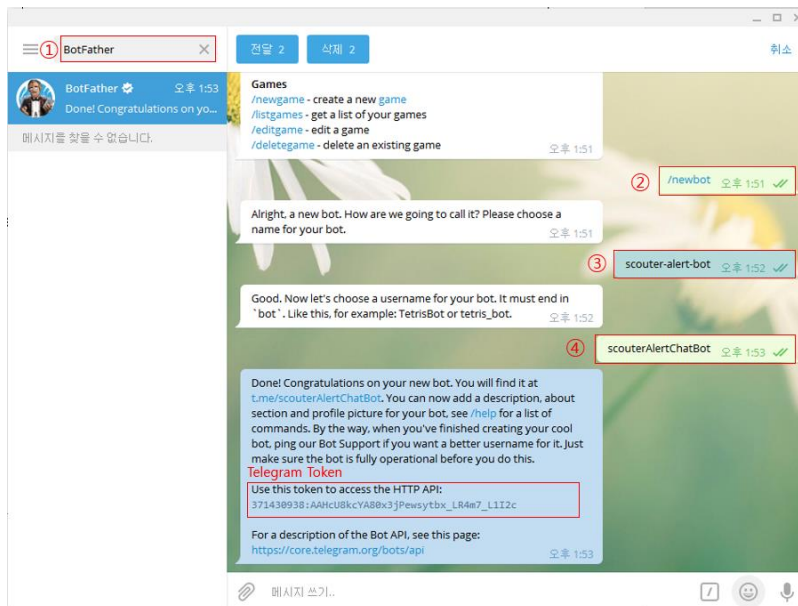 ① BotFather
전달 2 삭제 2 취소
BotFather 오후 1:53
Done! Congratulations on yo...
메시지를 찾을 수 없습니다.
Games
/newgame - create a new game
/listgames - get a list of your games
/editgame - edit a game
/deletegame - delete an existing game
오후 1:51
② /newbot 오후 1:51
Alright, a new bot. How are we going to call it? Please choose a
name for your bot.
오후 1:51
③ scouter-alert-bot 오후 1:52
Good. Now let's choose a username for your bot. It must end in
`bot`. Like this, for example: TetrisBot or tetris_bot.
오후 1:52
④ scouterAlertChatBot 오후 1:53
Done! Congratulations on your new bot. You will find it at
t.me/scouterAlertChatBot. You can now add a description, about
section and profile picture for your bot, see /help for a list of
commands. By the way, when you've finished creating your cool
bot, ping our Bot Support if you want a better username for it. Just
make sure the bot is fully operational before you do this.
Telegram Token
Use this token to access the HTTP API:
371430938:AAHcU8kcYA80x3jPewsytbx_LR4m7_L1I2c
For a description of the Bot API, see this page:
https://core.telegram.org/bots/api
오후 1:53
메시지 쓰기..